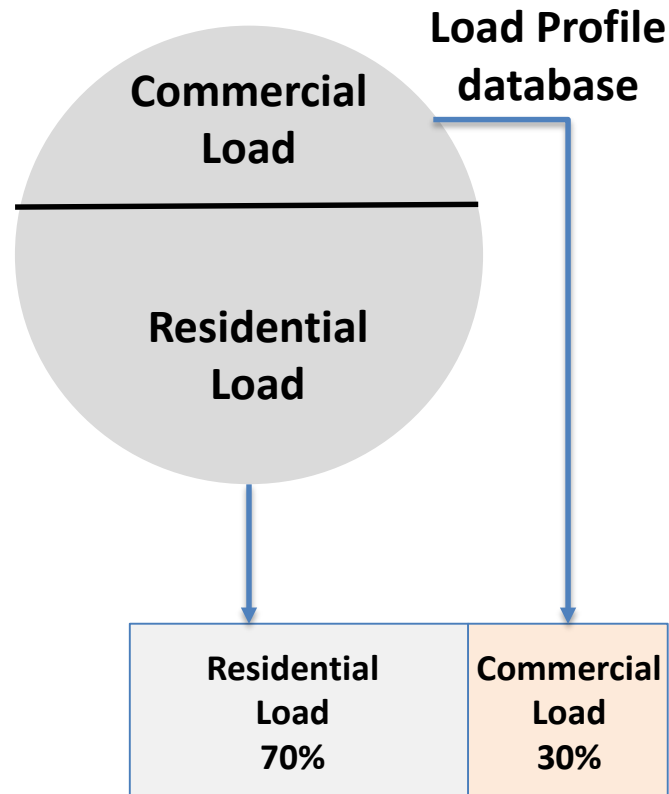 Load Profile
database
Commercial
Load
Residential
Load
Residential
Load
70%
Commercial
Load
30%